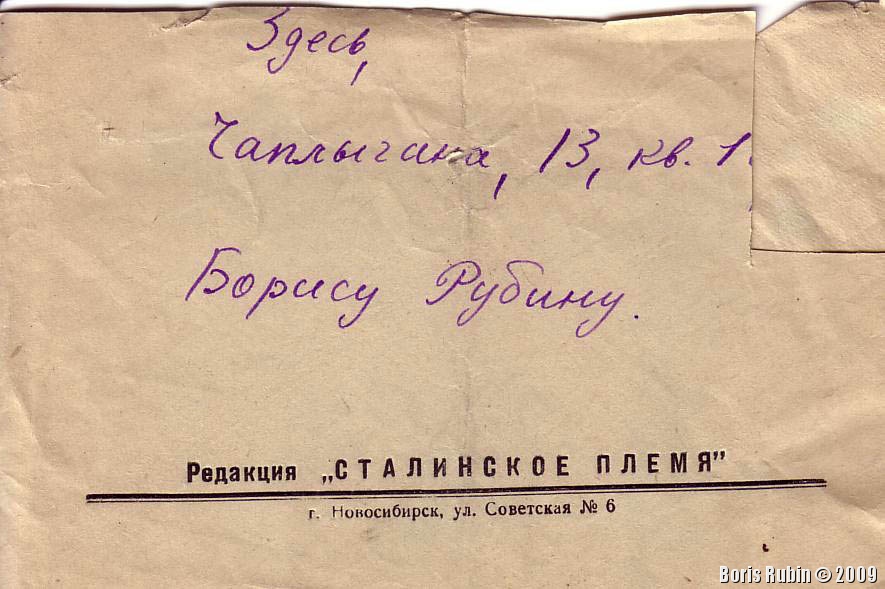 Здесь,
Чаплыгина, 13, кв. 1.
Борису Рубину.
Редакция „СТАЛИНСКОЕ ПЛЕМЯ”
г. Новосибирск, ул. Советская № 6
Boris Rubin © 2009